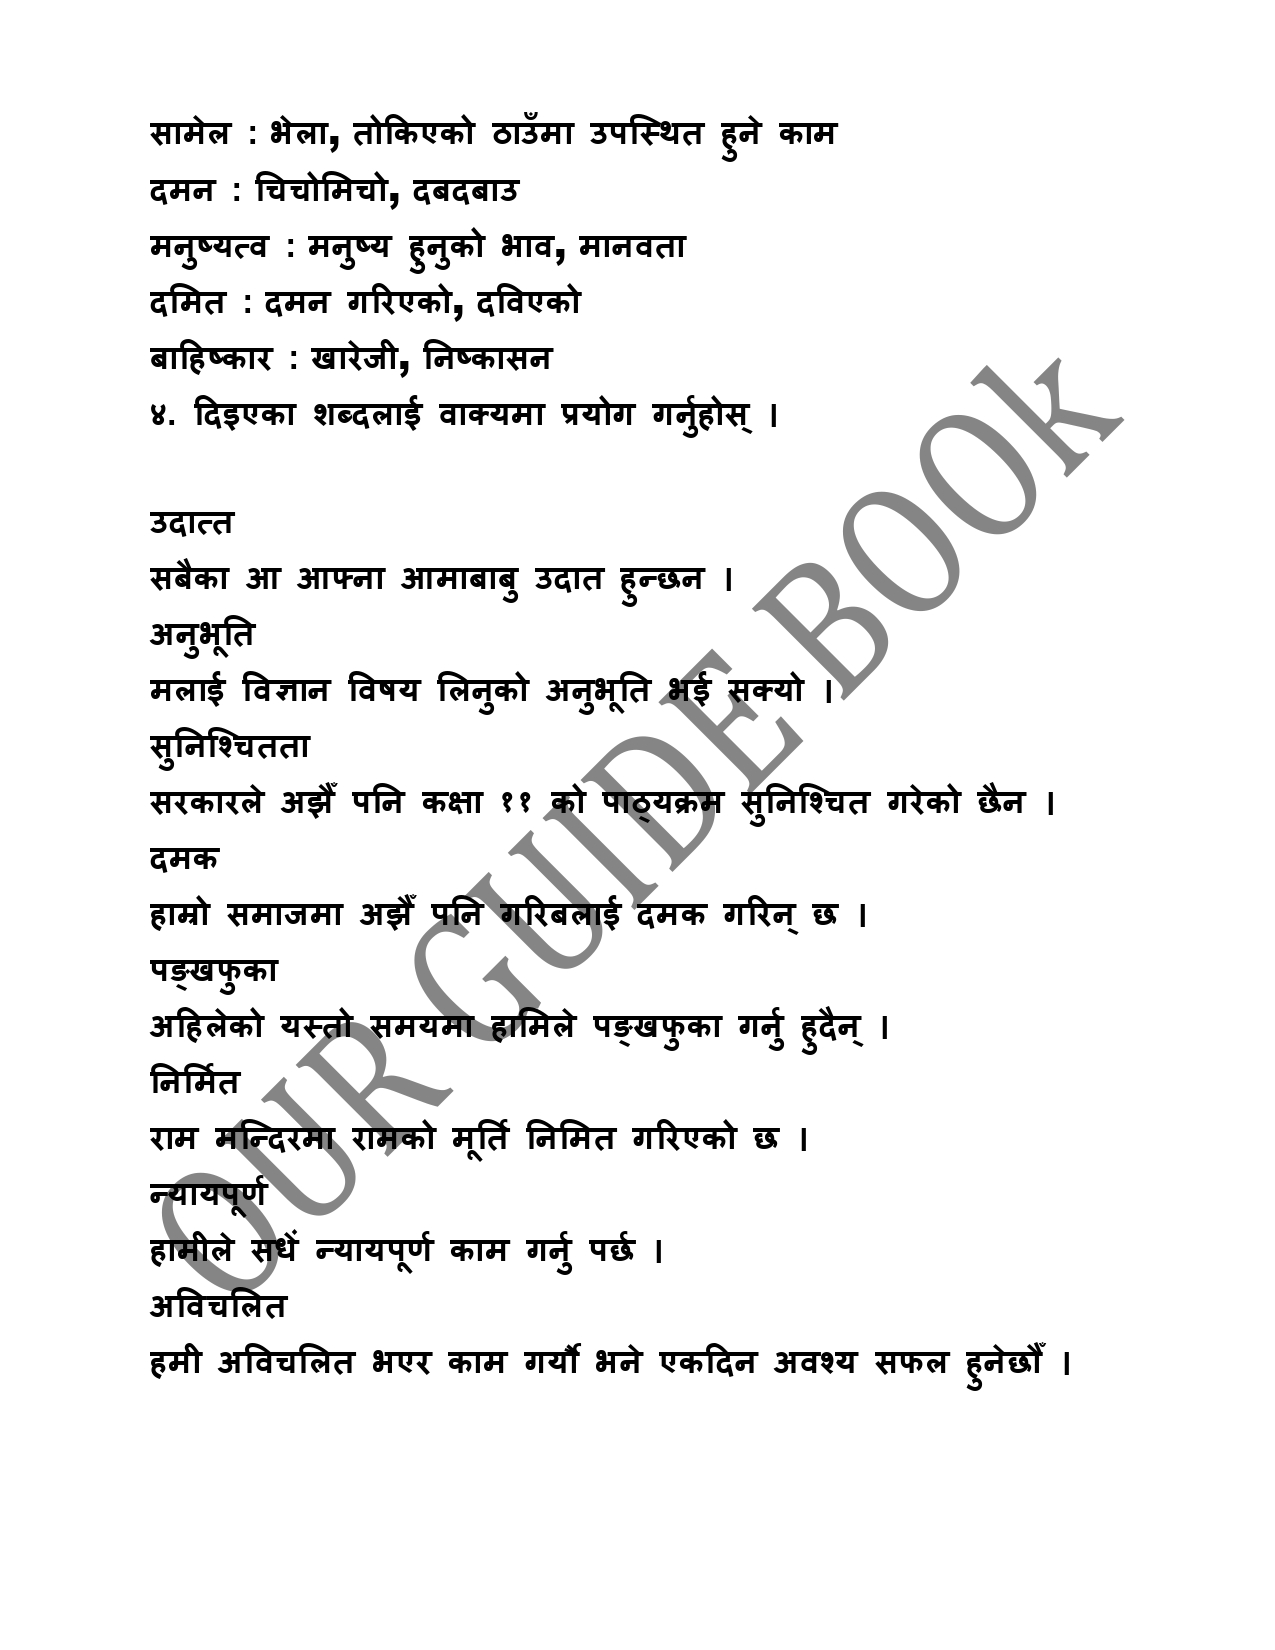 सामेल : भेला, तोकिएको ठाउँमा उपस्थित हुने काम
दमन : चिचोमिचो, दबदबाउ
मनुष्यत्व : मनुष्य हुनुको भाव, मानवता
दमित : दमन गरिएको, दविएको
बाहिष्कार : खारेजी, निष्कासन
४. दिइएका शब्दलाई वाक्यमा प्रयोग गर्नुहोस् ।
उदात्त
सबैका आ आफ्ना आमाबाबु उदात हुन्छन ।
अनुभूति
मलाई विज्ञान विषय लिनुको अनुभूति भई सक्यो ।
सुनिश्चितता
सरकारले अझैँ पनि कक्षा ११ को पाठ्यक्रम सुनिश्चित गरेको छैन ।
दमक
हाम्रो समाजमा अझैँ पनि गरिबलाई दमक गरिन् छ ।
पङ्खफुका
अहिलेको यस्तो समयमा हामिले पङ्खफुका गर्नु हुदैन् ।
निर्मित
राम मन्दिरमा रामको मूर्ति निमित गरिएको छ ।
न्यायपूर्ण
हामीले सधें न्यायपूर्ण काम गर्नु पर्छ ।
अविचलित
हमी अविचलित भएर काम गर्यौ भने एकदिन अवश्य सफल हुनेछौँ ।
OUR GUIDE BOOk